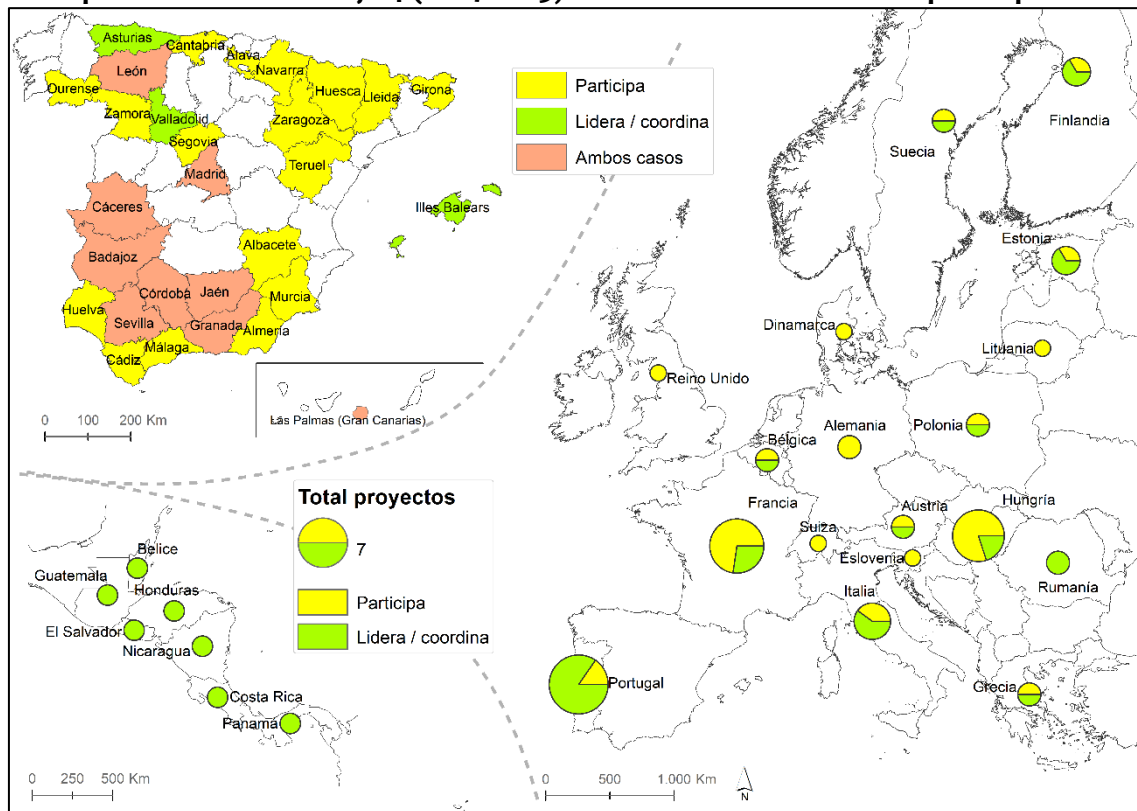 Asturias
Cantabria
Álava
Navarra
León
Ourense
Huesca
Lleida
Girona
Zamora
Valladolid
Zaragoza
Segovia
Teruel
Madrid
Cáceres
Illes Balears
Badajoz
Albacete
Córdoba
Jaén
Murcia
Huelva
Sevilla
Granada
Almería
Málaga
Cádiz
Las Palmas (Gran Canarias)
0 100 200 Km
Participa
Lidera / coordina
Ambos casos
Finlandia
Suecia
Estonia
Dinamarca
Lituania
Reino Unido
Polonia
Alemania
Bélgica
Francia
Austria
Hungría
Suiza
Eslovenia
Rumanía
Italia
Portugal
Grecia
0 500 1.000 Km
N
Total proyectos
7
Participa
Lidera / coordina
Belice
Guatemala
Honduras
El Salvador
Nicaragua
Costa Rica
Panamá
0 250 500 Km